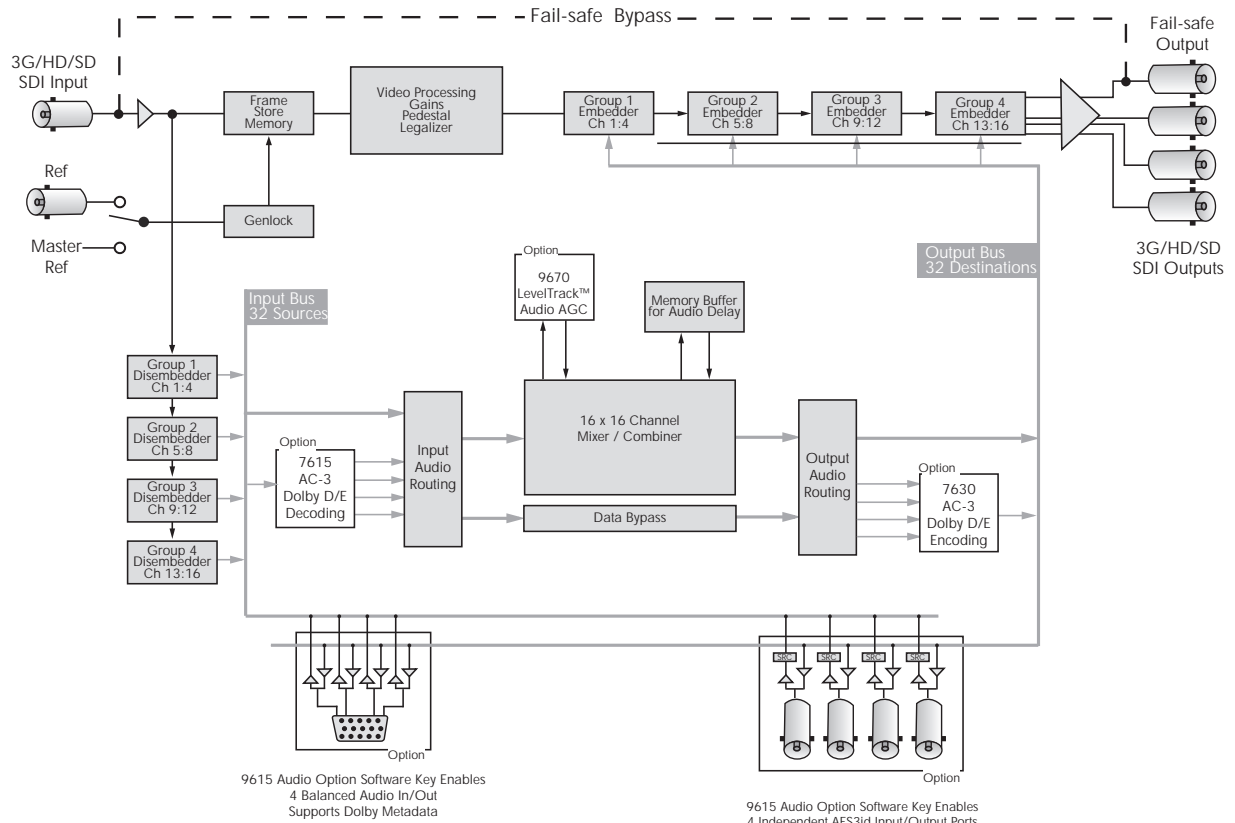 Fail-safe Bypass
3G/HD/SD
SDI Input
Fail-safe
Output
Frame
Store
Memory
Video Processing
Gains
Pedestal
Legalizer
Group 1
Embedder
Ch 1:4
Group 2
Embedder
Ch 5:8
Group 3
Embedder
Ch 9:12
Group 4
Embedder
Ch 13:16
Ref
Genlock
Master
Ref
3G/HD/SD
SDI Outputs
Output Bus
32 Destinations
Input Bus
32 Sources
Option
9670
LevelTrack™
Audio AGC
Memory Buffer
for Audio Delay
Group 1
Disembedder
Ch 1:4
Group 2
Disembedder
Ch 5:8
Group 3
Disembedder
Ch 9:12
Group 4
Disembedder
Ch 13:16
Option
7615
AC-3
Dolby D/E
Decoding
Input
Audio
Routing
16 x 16 Channel
Mixer / Combiner
Data Bypass
Output
Audio
Routing
Option
7630
AC-3
Dolby D/E
Encoding
SRC
SRC
SRC
SRC
Option
Option
9615 Audio Option Software Key Enables
4 Balanced Audio In/Out
Supports Dolby Metadata
9615 Audio Option Software Key Enables
4 Independent AES3id Input/Output Ports